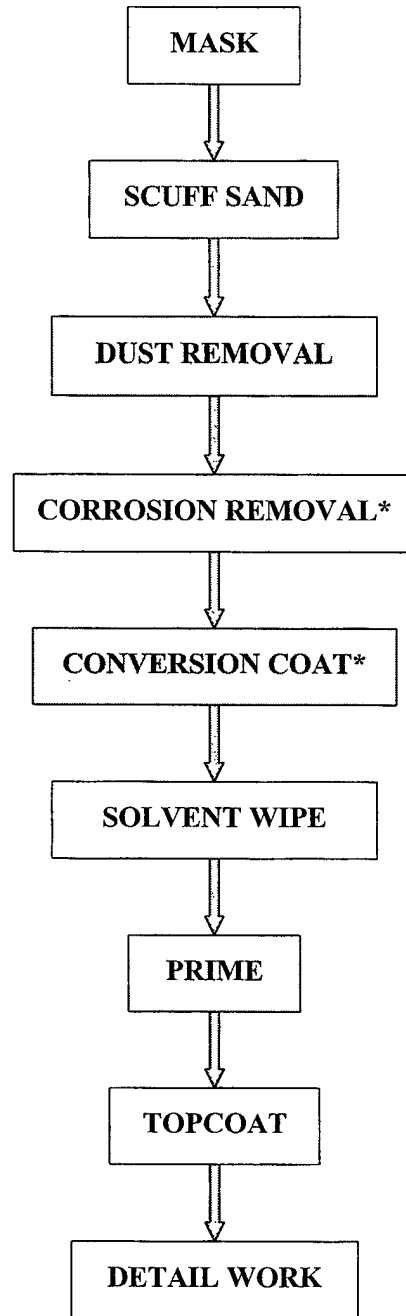 MASK
SCUFF SAND
DUST REMOVAL
CORROSION REMOVAL*
CONVERSION COAT*
SOLVENT WIPE
PRIME
TOPCOAT
DETAIL WORK